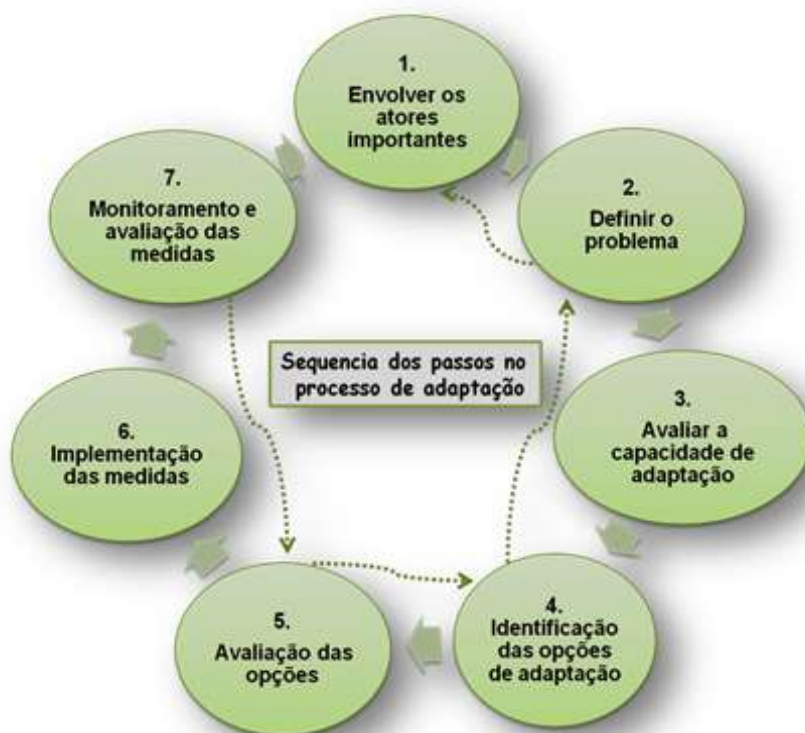 1.
Envolver os
atores
importantes
2.
Definir o
problema
3.
Avaliar a
capacidade de
adaptação
4.
Identificação
das opções
de adaptação
5.
Avaliação das
opções
6.
Implementação
das medidas
7.
Monitoramento e
avaliação das
medidas
Sequencia dos passos no
processo de adaptação